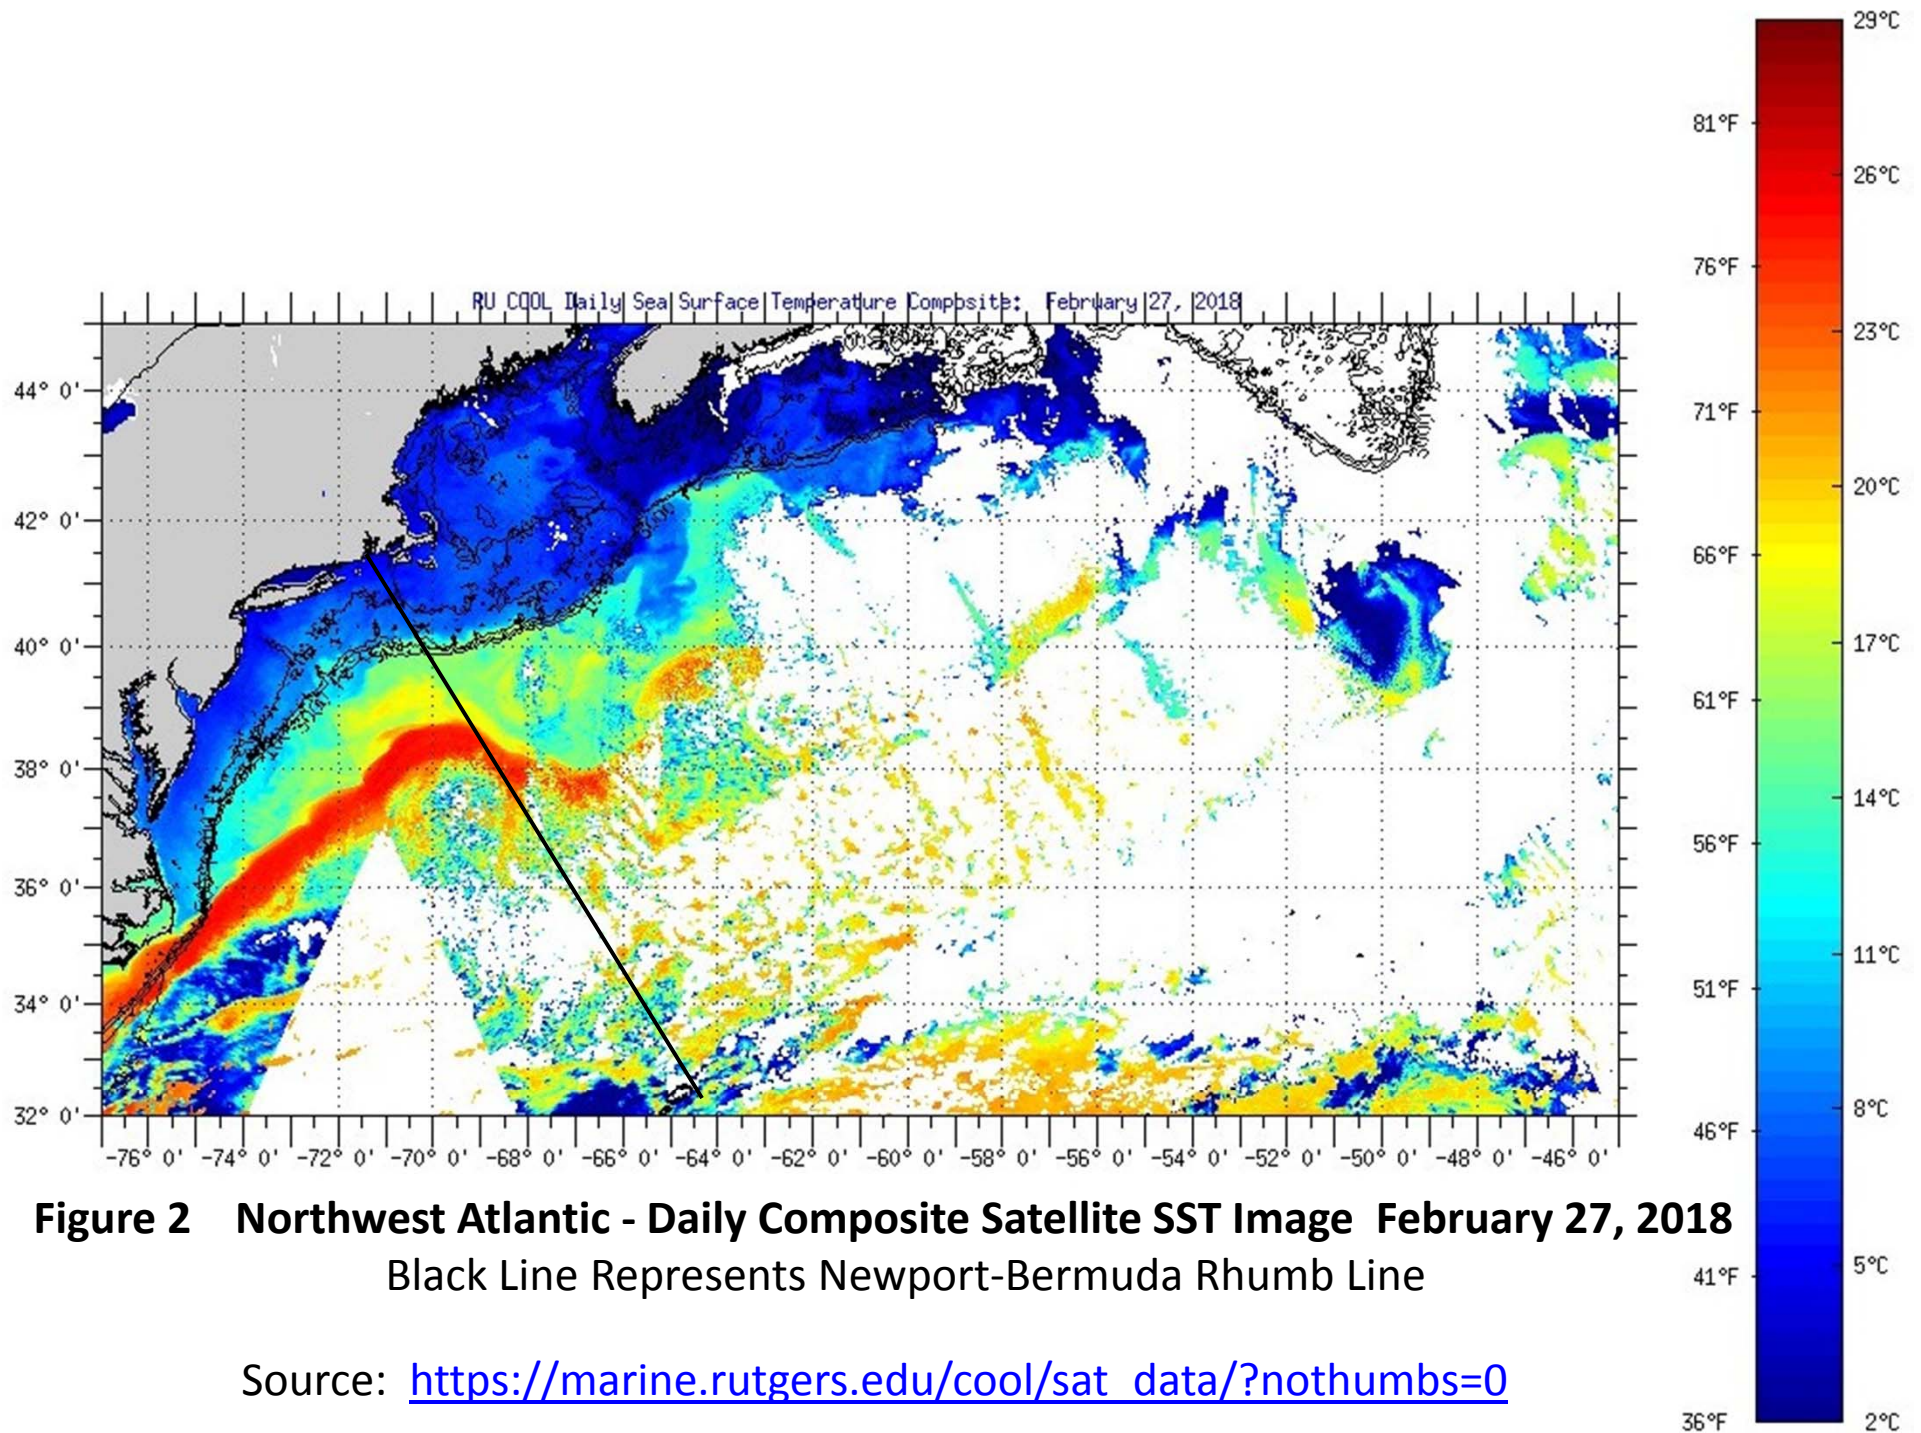 29°C
81°F
26°C
76°F
RU COOL Daily Sea Surface Temperature Composite: February 27, 2018
23°C
44° 0'
71°F
20°C
42° 0'
66°F
40° 0'
17°C
61°F
38° 0'
14°C
56°F
36° 0'
11°C
51°F
34° 0'
8°C
32° 0'
46°F
-76° 0' -74° 0' -72° 0' -70° 0' -68° 0' -66° 0' -64° 0' -62° 0' -60° 0' -58° 0' -56° 0' -54° 0' -52° 0' -50° 0' -48° 0' -46° 0'
Figure 2 Northwest Atlantic - Daily Composite Satellite SST Image February 27, 2018
Black Line Represents Newport-Bermuda Rhumb Line
5°C
41°F
Source: https://marine.rutgers.edu/cool/sat_data/?nothumbs=0
36°F
2°C